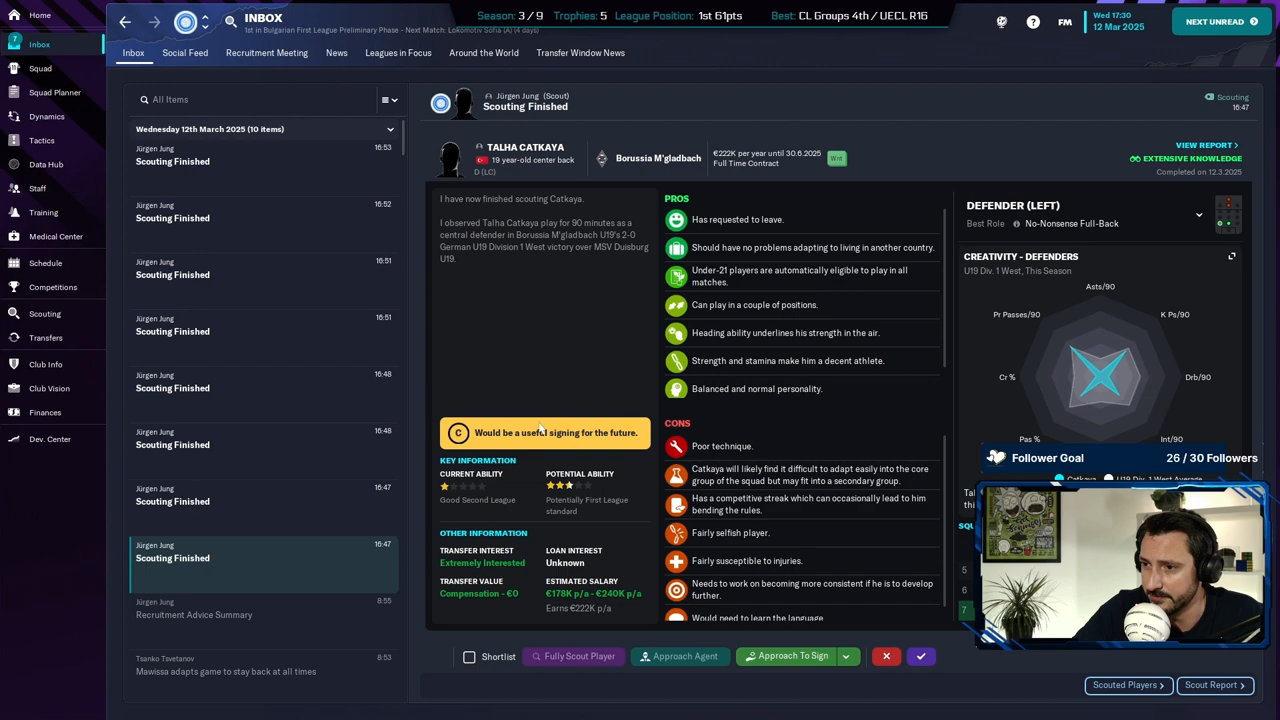 Season: 3 / 9 Trophies: 5 League Position: 1st 61pts Best: CL Groups 4th / UECL R16
INBOX
1st in Bulgarian First League Preliminary Phase - Next Match: Lokomotiv Sofia (A) (4 days)
FM
Wed 17:30
12 Mar 2025
NEXT UNREAD
7
Home
Inbox
Squad
Squad Planner
Dynamics
Tactics
Data Hub
Staff
Training
Medical Center
Schedule
Competitions
Scouting
Transfers
Club Info
Club Vision
Finances
Dev. Center
Inbox Social Feed Recruitment Meeting News Leagues in Focus Around the World Transfer Window News
All Items
Wednesday 12th March 2025 (10 items)
Jürgen Jung 16:53
Scouting Finished
Jürgen Jung 16:52
Scouting Finished
Jürgen Jung 16:51
Scouting Finished
Jürgen Jung 16:51
Scouting Finished
Jürgen Jung 16:48
Scouting Finished
Jürgen Jung 16:48
Scouting Finished
Jürgen Jung 16:47
Scouting Finished
Jürgen Jung 16:47
Scouting Finished
Jürgen Jung 8:55
Recruitment Advice Summary
Tsanko Tsvetanov 8:53
Mawissa adapts game to stay back at all times
Jürgen Jung (Scout)
Scouting Finished
Scouting
16:47
TALHA CATKAYA
19 year-old center back
D (LC)
Borussia M'gladbach
€222K per year until 30.6.2025
Full Time Contract
Wnt
VIEW REPORT >
EXTENSIVE KNOWLEDGE
Completed on 12.3.2025
I have now finished scouting Catkaya.
I observed Talha Catkaya play for 90 minutes as a
central defender in Borussia M'gladbach U19's 2-0
German U19 Division 1 West victory over MSV Duisburg
U19.
C Would be a useful signing for the future.
KEY INFORMATION
CURRENT ABILITY POTENTIAL ABILITY
Good Second League Potentially First League
standard
OTHER INFORMATION
TRANSFER INTEREST LOAN INTEREST
Extremely Interested Unknown
TRANSFER VALUE ESTIMATED SALARY
Compensation - €0 €178K p/a - €240K p/a
Earns €222K p/a
PROS
Has requested to leave.
Should have no problems adapting to living in another country.
Under-21 players are automatically eligible to play in all
matches.
Can play in a couple of positions.
Heading ability underlines his strength in the air.
Strength and stamina make him a decent athlete.
Balanced and normal personality.
CONS
Poor technique.
Catkaya will likely find it difficult to adapt easily into the core
group of the squad but may fit into a secondary group.
Has a competitive streak which can occasionally lead to him
bending the rules.
Fairly selfish player.
Fairly susceptible to injuries.
Needs to work on becoming more consistent if he is to develop
further.
Would need to learn the language
DEFENDER (LEFT)
Best Role No-Nonsense Full-Back
CREATIVITY - DEFENDERS
U19 Div. 1 West, This Season
Asts/90
Pr Passes/90 K Ps/90
Cr % Drb/90
Pas % Int/90
Follower Goal 26 / 30 Followers
Catkaya U19 Div. 1 West Average
5
6
7
Shortlist Fully Scout Player Approach Agent Approach To Sign
Scouted Players > Scout Report >